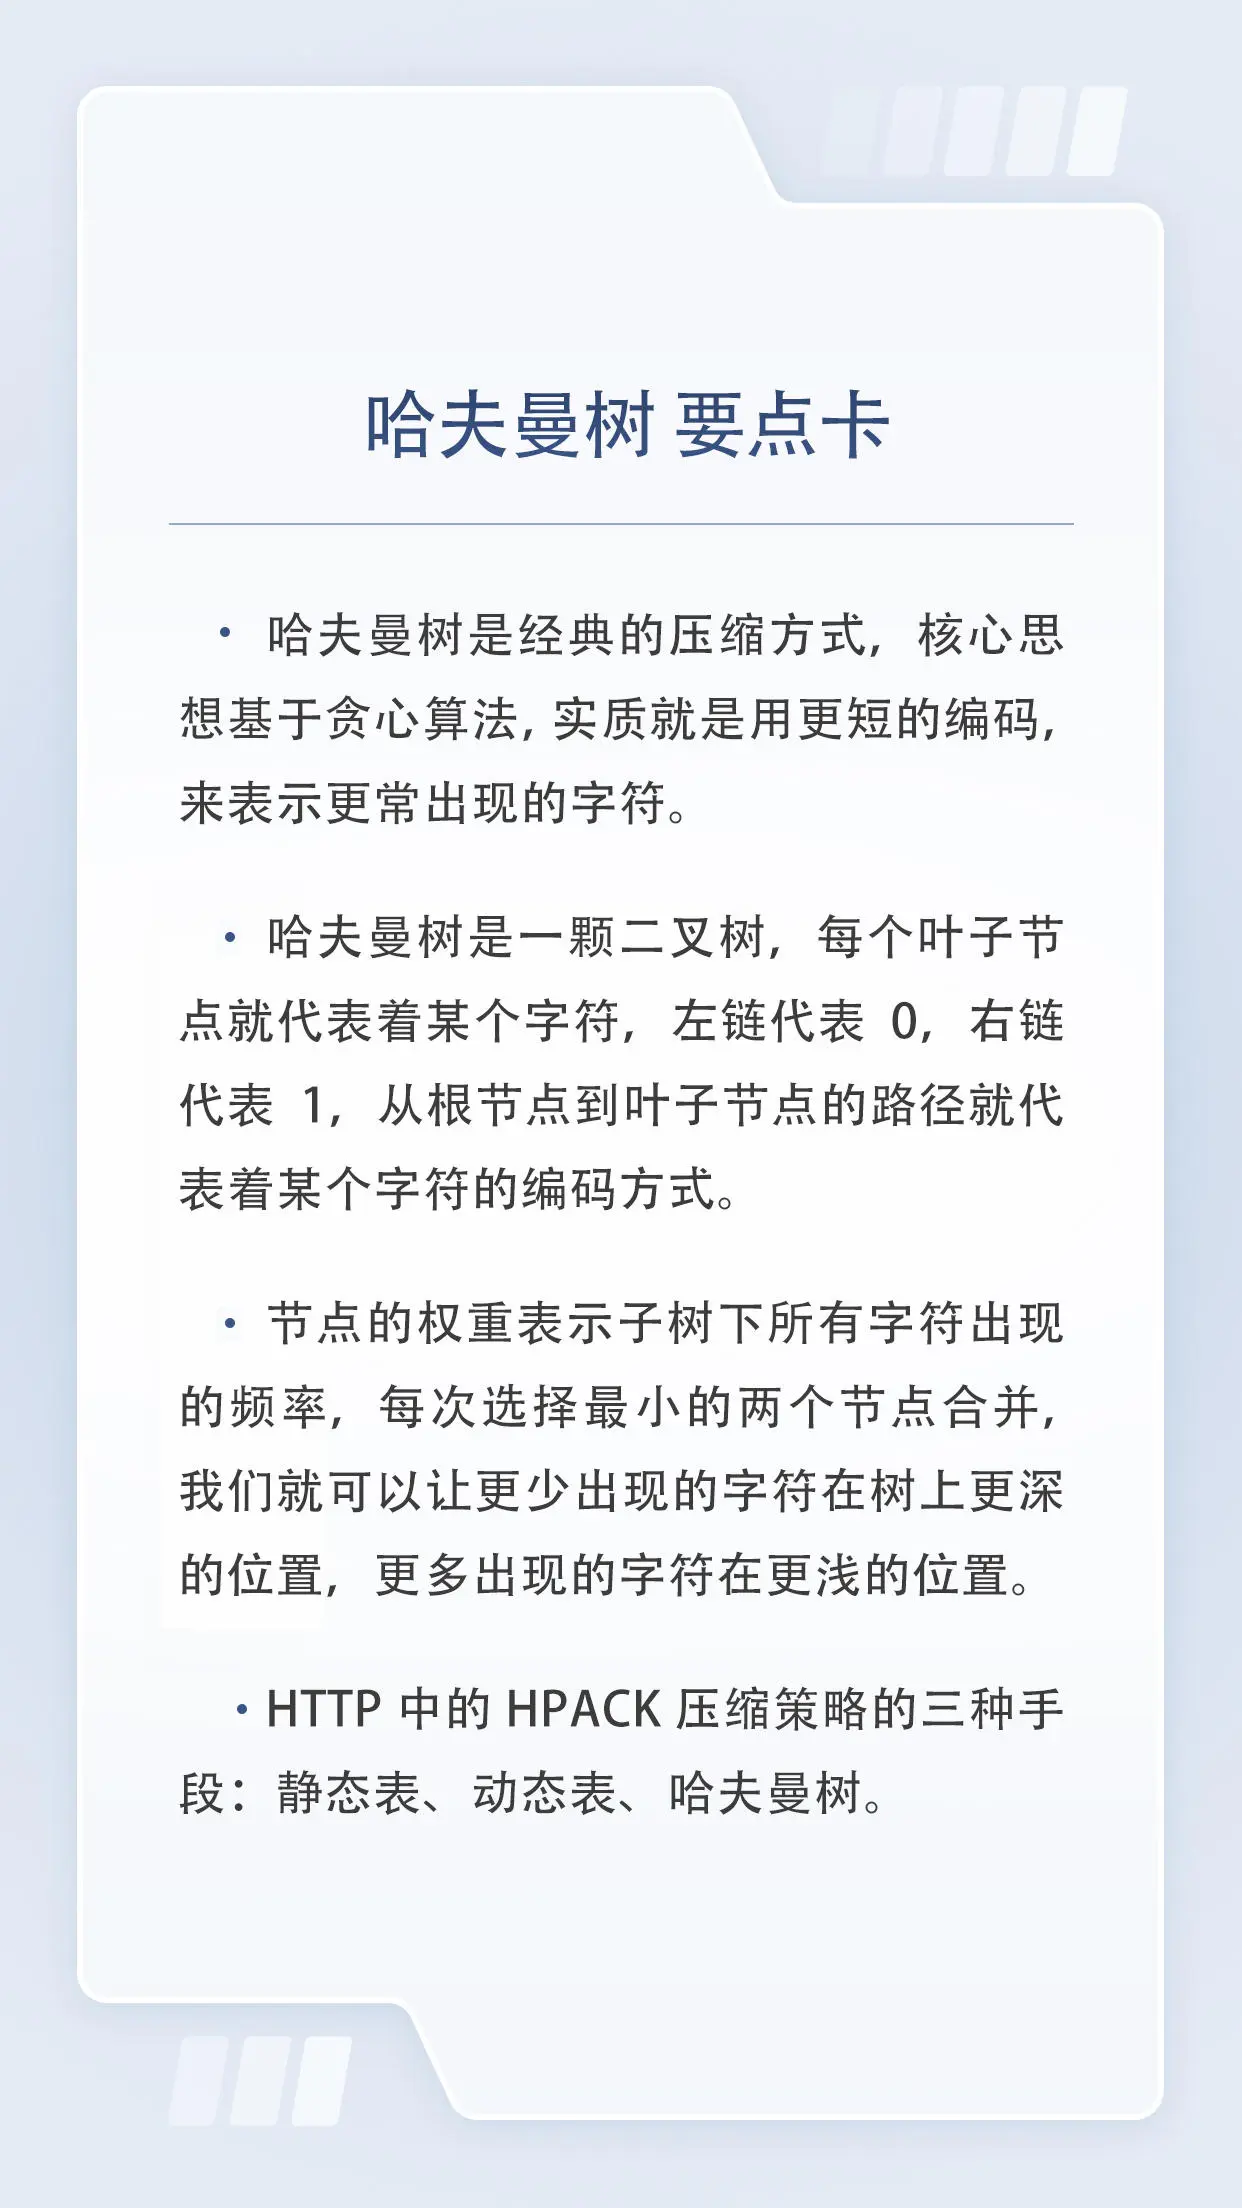 哈夫曼树 要点卡
• 哈夫曼树是经典的压缩方式，核心思
想基于贪心算法，实质就是用更短的编码，
来表示更常出现的字符。
• 哈夫曼树是一颗二叉树，每个叶子节
点就代表着某个字符，左链代表 0，右链
代表 1，从根节点到叶子节点的路径就代
表着某个字符的编码方式。
• 节点的权重表示子树下所有字符出现
的频率，每次选择最小的两个节点合并，
我们就可以让更少出现的字符在树上更深
的位置，更多出现的字符在更浅的位置。
• HTTP 中的 HPACK 压缩策略的三种手
段：静态表、动态表、哈夫曼树。